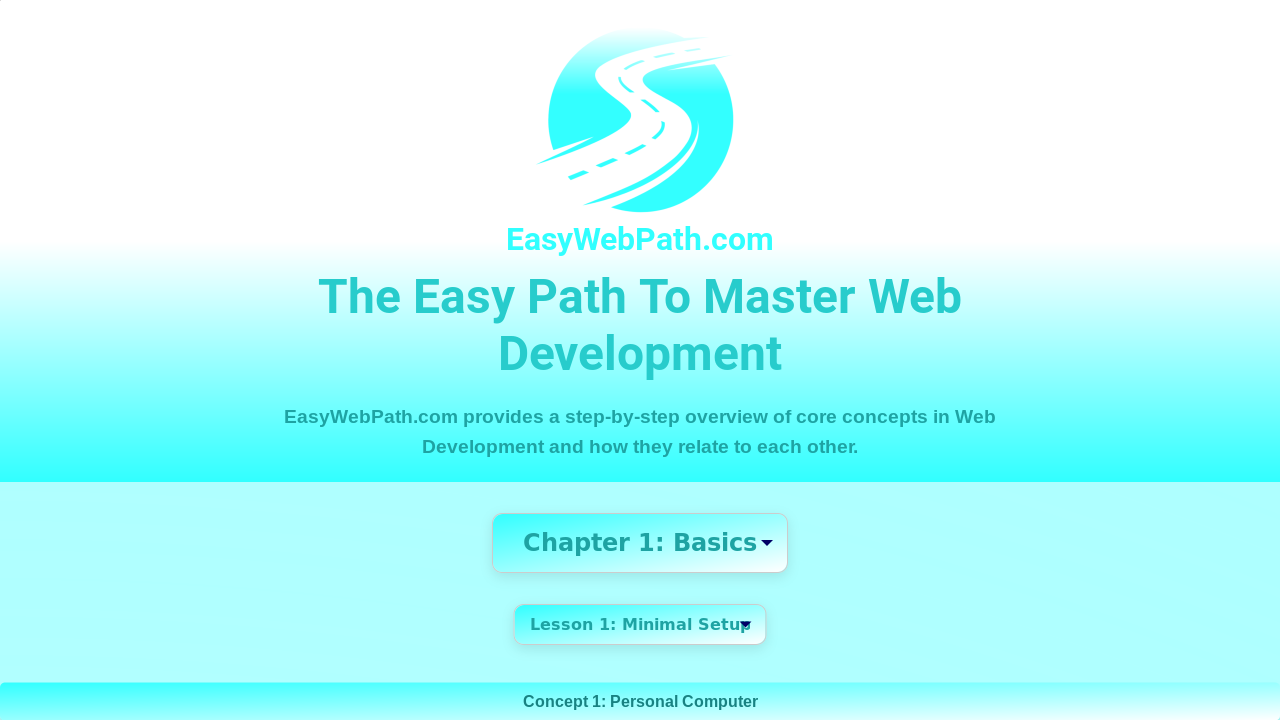 EasyWebPath.com
The Easy Path To Master Web
Development
EasyWebPath.com provides a step-by-step overview of core concepts in Web
Development and how they relate to each other.
Chapter 1: Basics
Lesson 1: Minimal Setup
Concept 1: Personal Computer